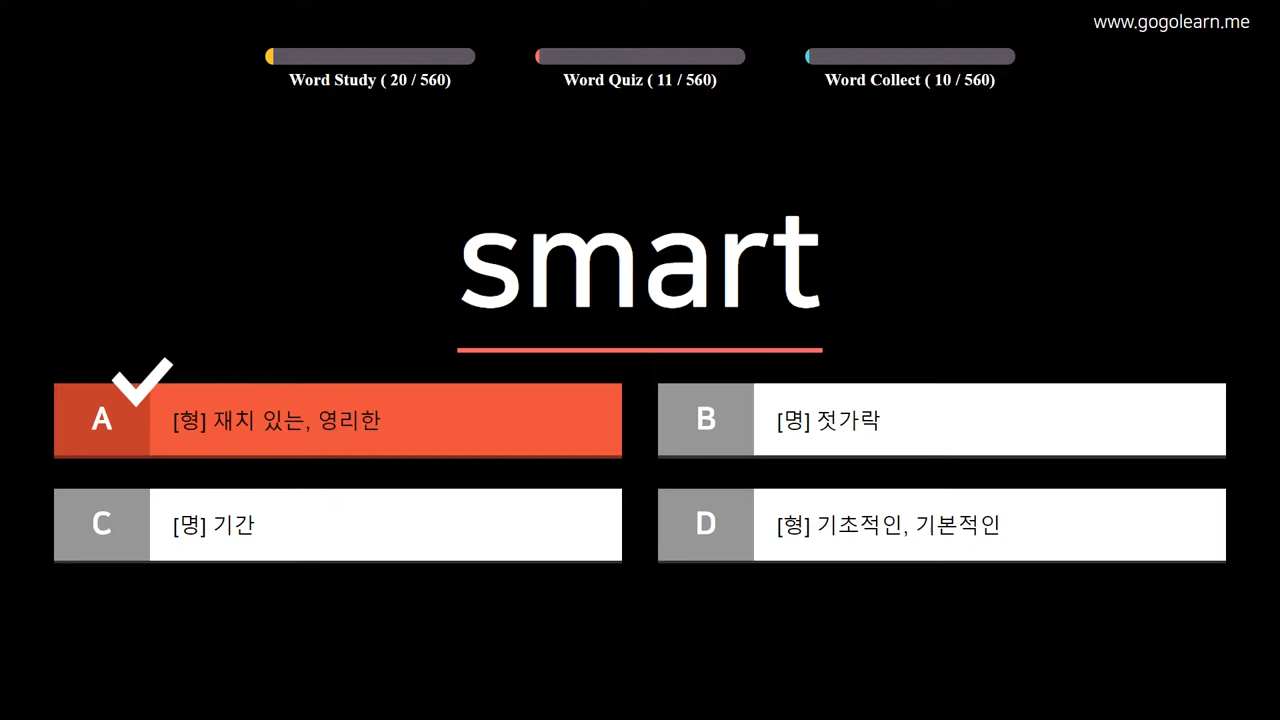 www.gogolearn.me
Word Study ( 20 / 560)
Word Quiz ( 11 / 560)
Word Collect ( 10 / 560)
smart
A [형] 재치 있는, 영리한
B [명] 젓가락
C [명] 기간
D [형] 기초적인, 기본적인